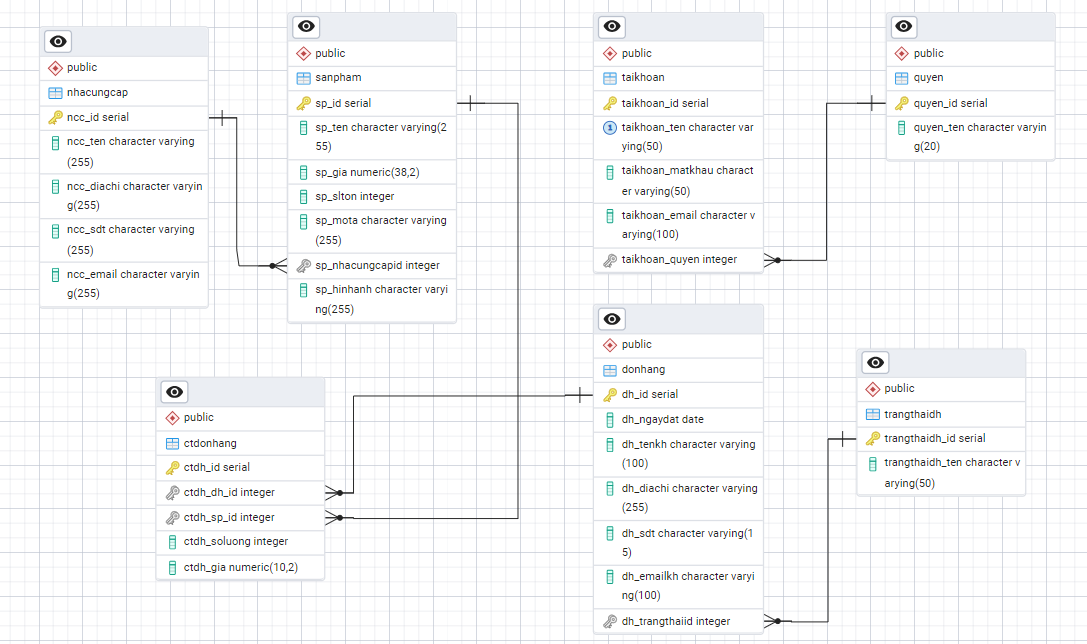 public
nhacungcap
ncc_id serial
ncc_ten character varying
(255)
ncc_diachi character varyin
g(255)
ncc_sdt character varying
(255)
ncc_email character varyin
g(255)
public
sanpham
sp_id serial
sp_ten character varying(2
55)
sp_gia numeric(38,2)
sp_slton integer
sp_mota character varying
(255)
sp_nhacungcapid integer
sp_hinhanh character varyi
ng(255)
public
taikhoan
taikhoan_id serial
1
taikhoan_ten character var
ying(50)
taikhoan_matkhau charact
er varying(50)
taikhoan_email character v
arying(100)
taikhoan_quyen integer
public
quyen
quyen_id serial
quyen_ten character varyin
g(20)
public
ctdonhang
ctdh_id serial
ctdh_dh_id integer
ctdh_sp_id integer
ctdh_soluong integer
ctdh_gia numeric(10,2)
public
donhang
dh_id serial
dh_ngaydat date
dh_tenkh character varying
(100)
dh_diachi character varying
(255)
dh_sdt character varying(1
5)
dh_emailkh character varyi
ng(100)
dh_trangthaiid integer
public
trangthaidh
trangthaidh_id serial
trangthaidh_ten character v
arying(50)